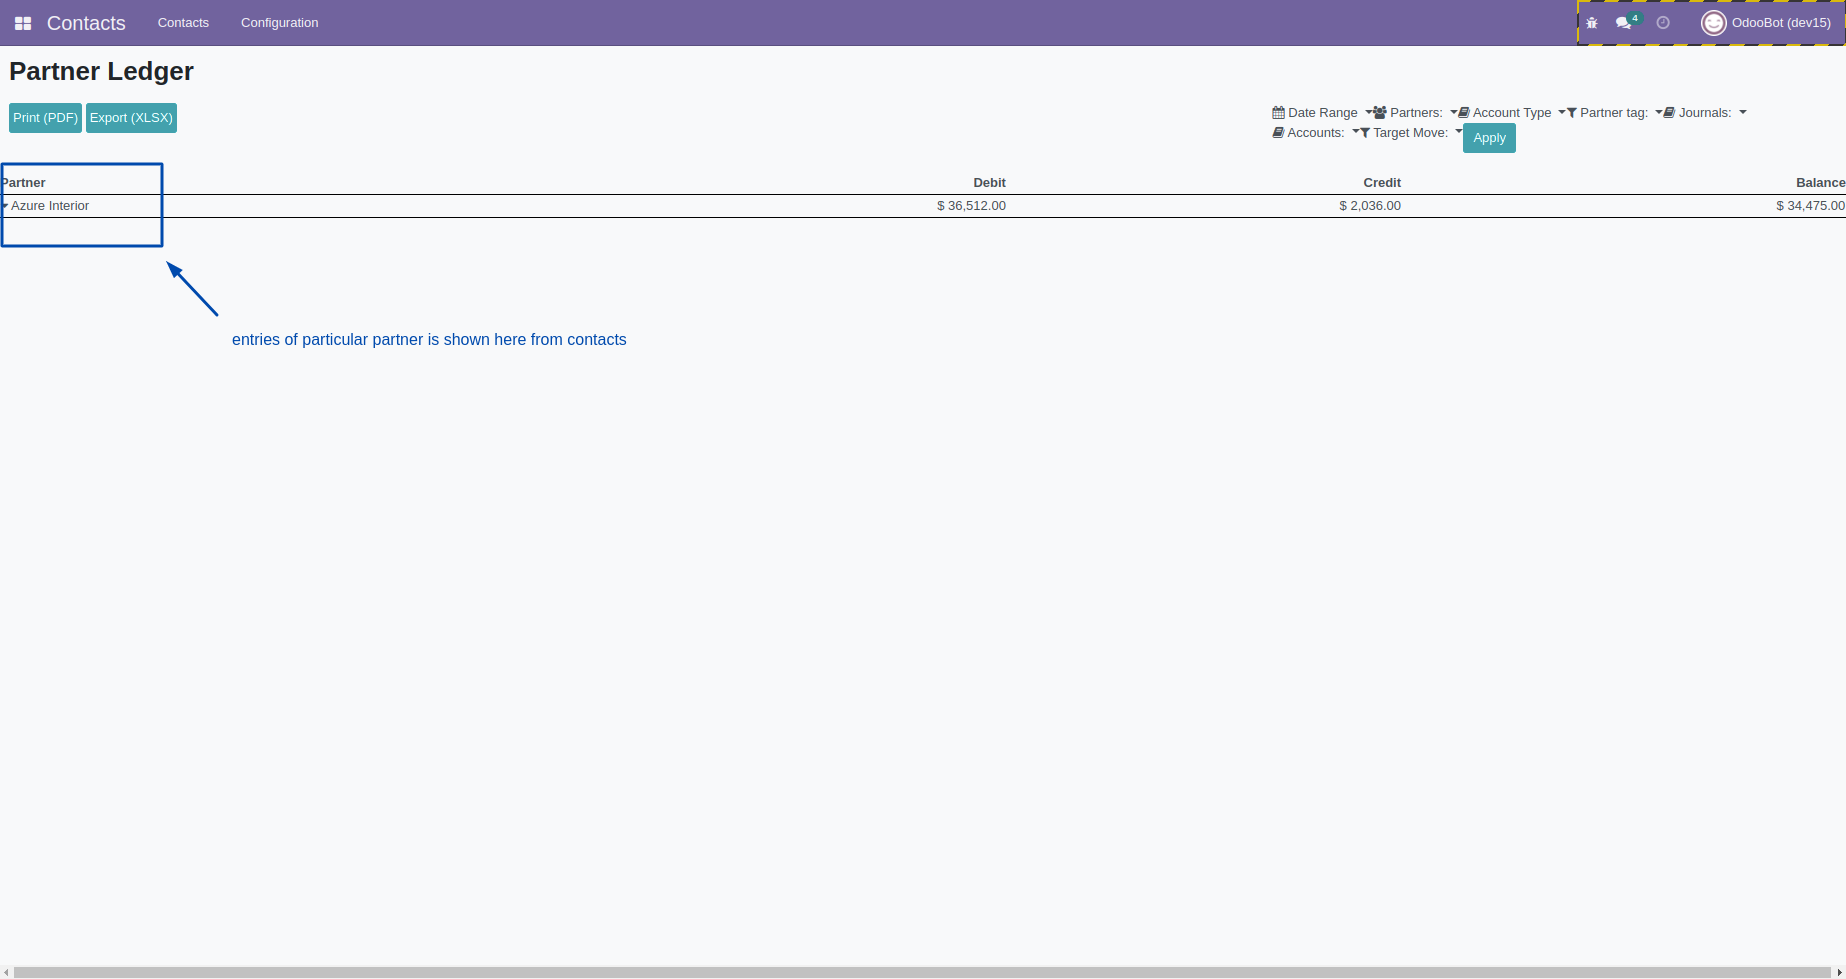 Contacts Contacts Configuration 4 OdooBot (dev15)
Partner Ledger
Print (PDF) Export (XLSX)
Date Range Partners: Account Type Partner tag: Journals:
Accounts: Target Move: Apply
Partner Debit Credit Balance
Azure Interior $ 36,512.00 $ 2,036.00 $ 34,475.00
entries of particular partner is shown here from contacts